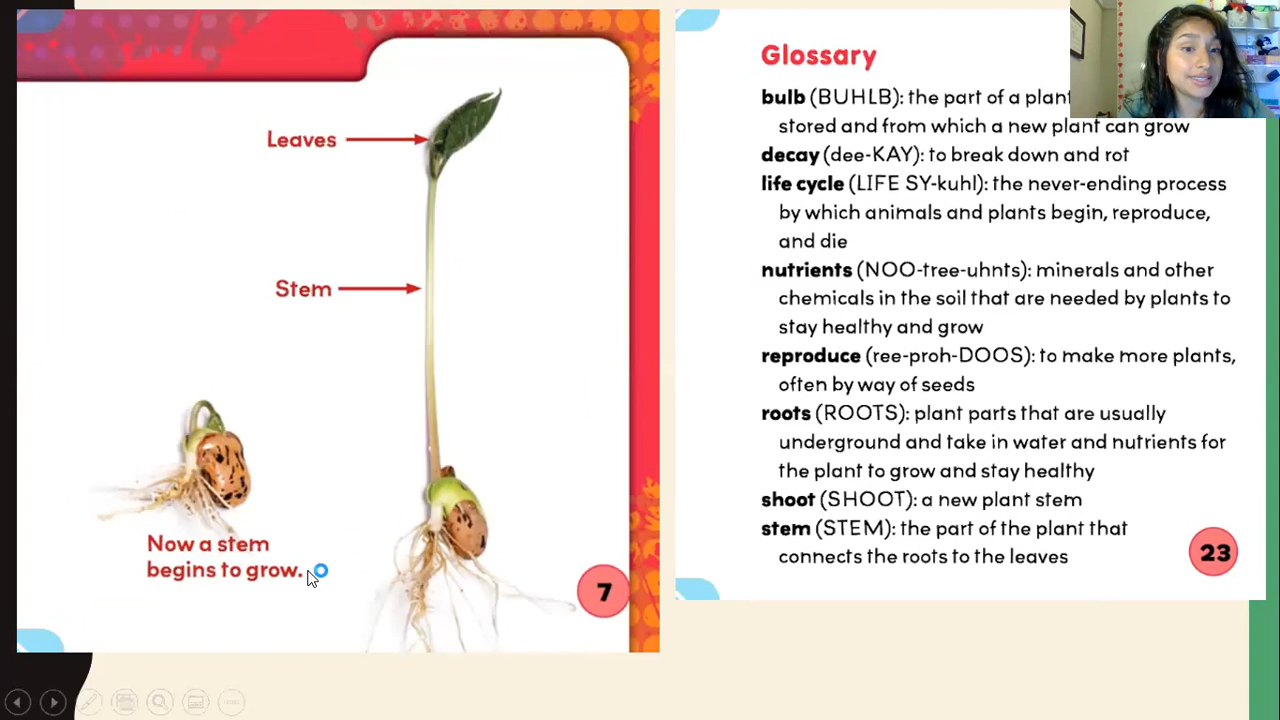 Leaves
Stem
Now a stem
begins to grow.
7
Glossary
bulb (BUHLB): the part of a plant
stored and from which a new plant can grow
decay (dee-KAY): to break down and rot
life cycle (LIFE SY-kuhl): the never-ending process
by which animals and plants begin, reproduce,
and die
nutrients (NOO-tree-uhnts): minerals and other
chemicals in the soil that are needed by plants to
stay healthy and grow
reproduce (ree-proh-DOOS): to make more plants,
often by way of seeds
roots (ROOTS): plant parts that are usually
underground and take in water and nutrients for
the plant to grow and stay healthy
shoot (SHOOT): a new plant stem
stem (STEM): the part of the plant that
connects the roots to the leaves
23